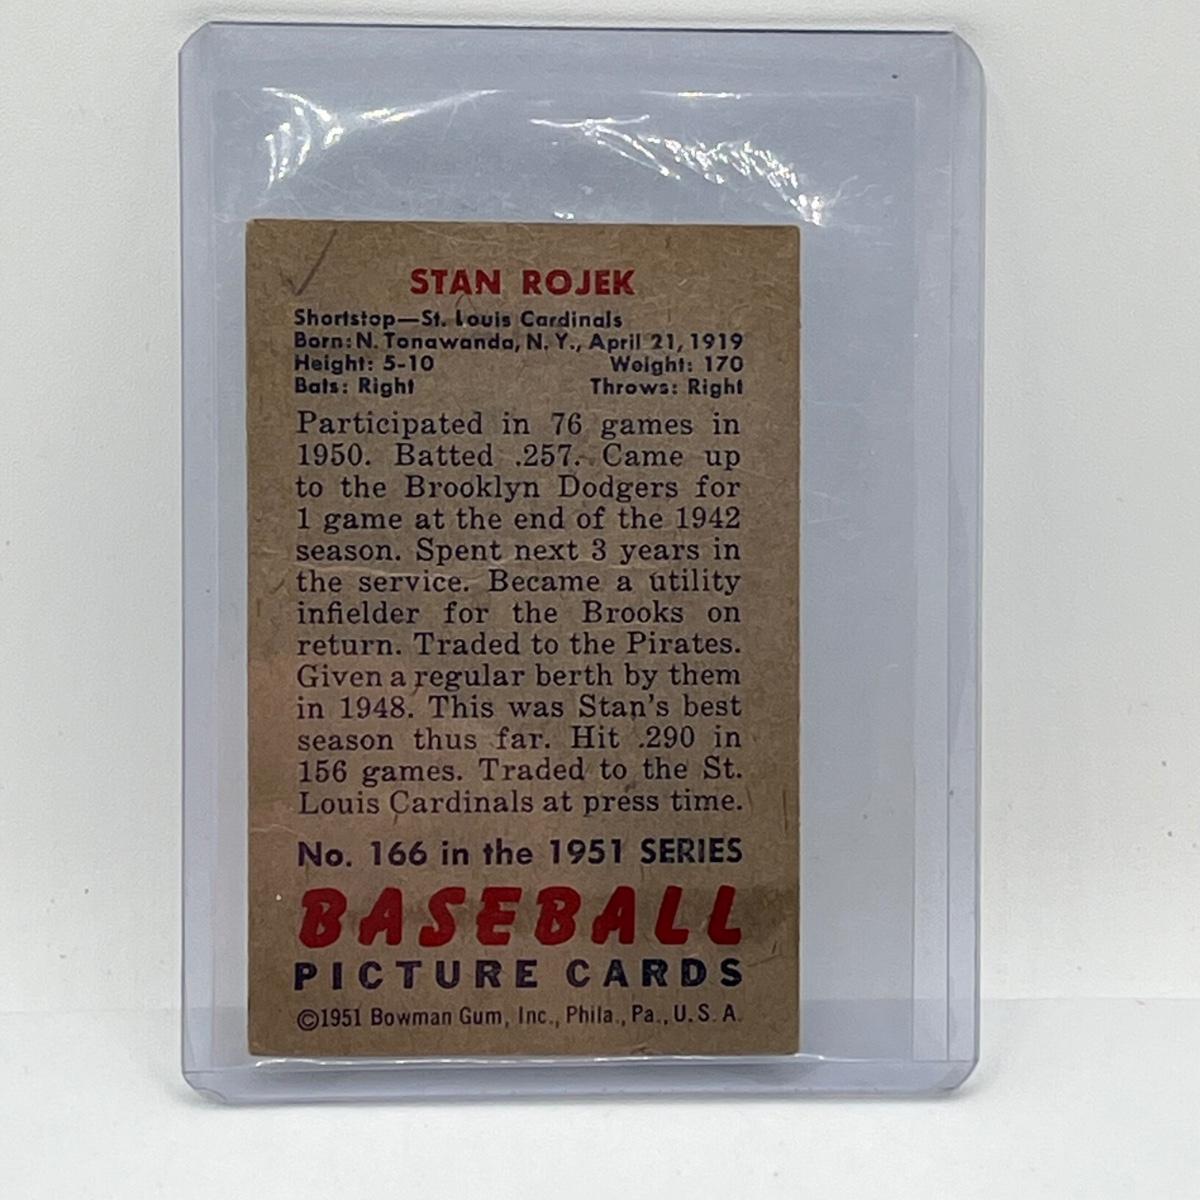 STAN ROJEK
Shortstop—St. Louis Cardinals
Born: N. Tonawanda, N. Y., April 21, 1919
Height: 5-10 Weight: 170
Bats: Right Throws: Right
Participated in 76 games in
1950. Batted .257. Came up
to the Brooklyn Dodgers for
1 game at the end of the 1942
season. Spent next 3 years in
the service. Became a utility
infielder for the Brooks on
return. Traded to the Pirates.
Given a regular berth by them
in 1948. This was Stan's best
season thus far. Hit .290 in
156 games. Traded to the St.
Louis Cardinals at press time.
No. 166 in the 1951 SERIES
BASEBALL
PICTURE CARDS
©1951 Bowman Gum, Inc., Phila., Pa., U. S. A.